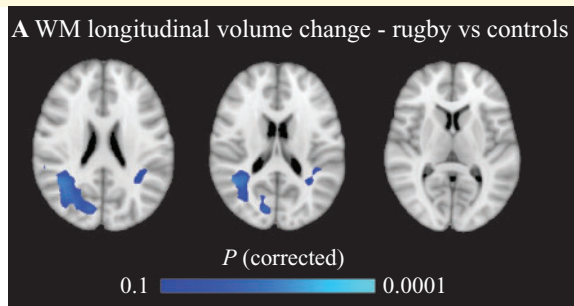 A WM longitudinal volume change - rugby vs controls
P (corrected)
0.1 0.0001